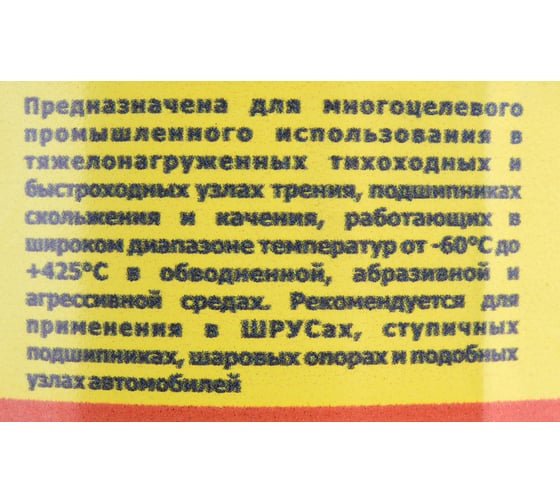 Предназначена для многоцелевого
промышленного использования в
тяжелонагруженных тихоходных и
быстроходных узлах трения, подшипниках
скольжения и качения, работающих в
широком диапазоне температур от -60°С до
+425°С в обводненной, абразивной и
агрессивной средах. Рекомендуется для
применения в ШРУСах, ступичных
подшипниках, шаровых опорах и подобных
узлах автомобилей